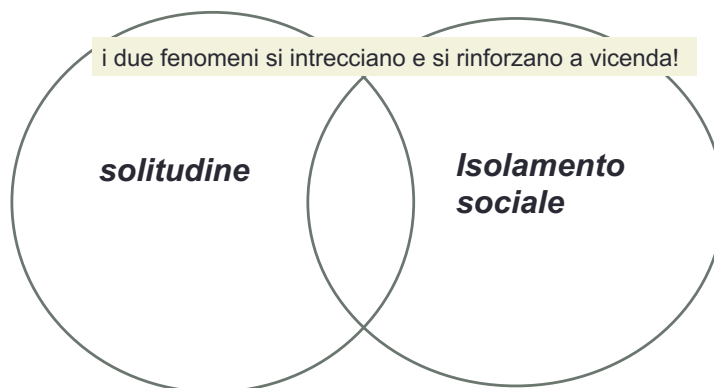 i due fenomeni si intrecciano e si rinforzano a vicenda!
solitudine
Isolamento
sociale